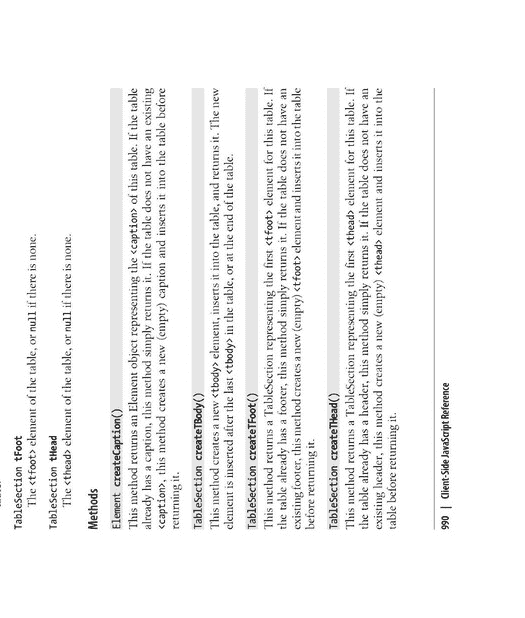 TableSection tFoot
The <tfoot> element of the table, or null if there is none.
TableSection tHead
The <thead> element of the table, or null if there is none.
Methods
Element createCaption()
This method returns an Element object representing the <caption> of this table. If the table
already has a caption, this method simply returns it. If the table does not have an existing
<caption>, this method creates a new (empty) caption and inserts it into the table before
returning it.
TableSection createTBody()
This method creates a new <tbody> element, inserts it into the table, and returns it. The new
element is inserted after the last <tbody> in the table, or at the end of the table.
TableSection createTFoot()
This method returns a TableSection representing the first <tfoot> element for this table. If
the table already has a footer, this method simply returns it. If the table does not have an
existing footer, this method creates a new (empty) <tfoot> element and inserts it into the table
before returning it.
TableSection createTHead()
This method returns a TableSection representing the first <thead> element for this table. If
the table already has a header, this method simply returns it. If the table does not have an
existing header, this method creates a new (empty) <thead> element and inserts it into the
table before returning it.
990 | Client-Side JavaScript Reference